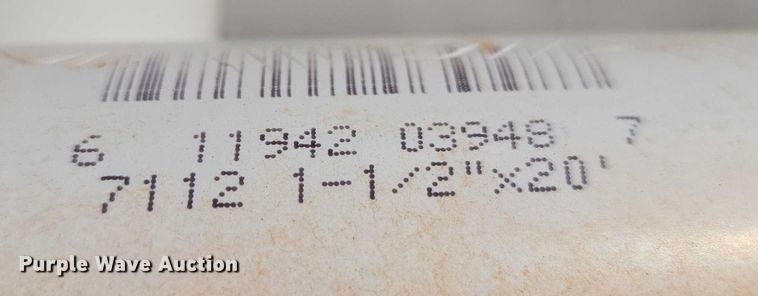 6 11942 03948 7
7112 1-1/2"x20'
Purple Wave Auction